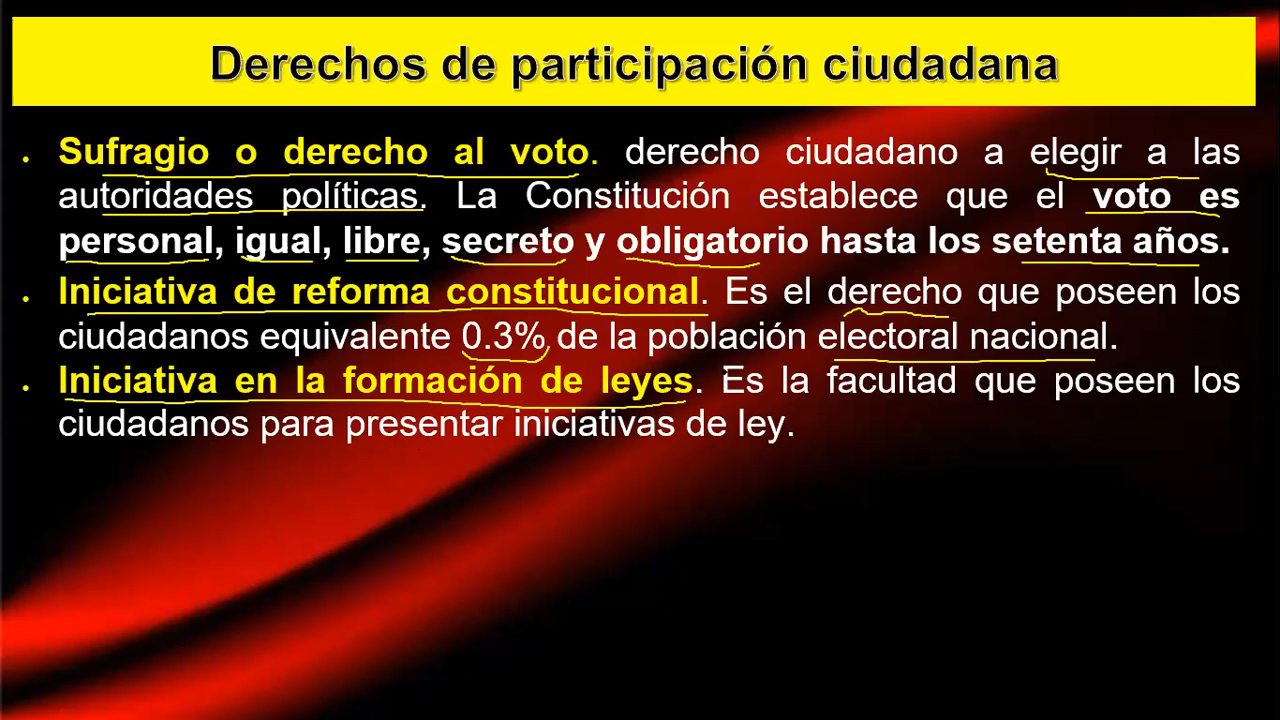 Derechos de participación ciudadana
• Sufragio o derecho al voto. derecho ciudadano a elegir a las
autoridades políticas. La Constitución establece que el voto es
personal, igual, libre, secreto y obligatorio hasta los setenta años.
• Iniciativa de reforma constitucional. Es el derecho que poseen los
ciudadanos equivalente 0.3% de la población electoral nacional.
• Iniciativa en la formación de leyes. Es la facultad que poseen los
ciudadanos para presentar iniciativas de ley.